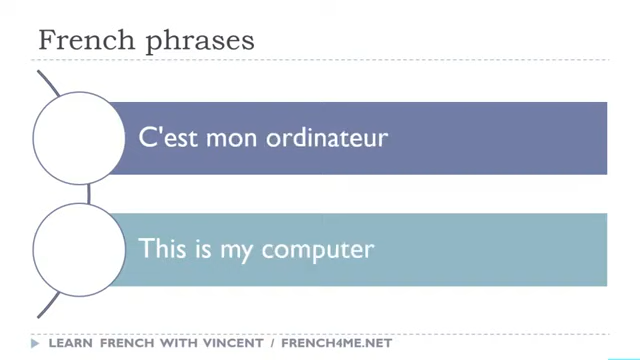 French phrases
C'est mon ordinateur
This is my computer
LEARN FRENCH WITH VINCENT / FRENCH4ME.NET